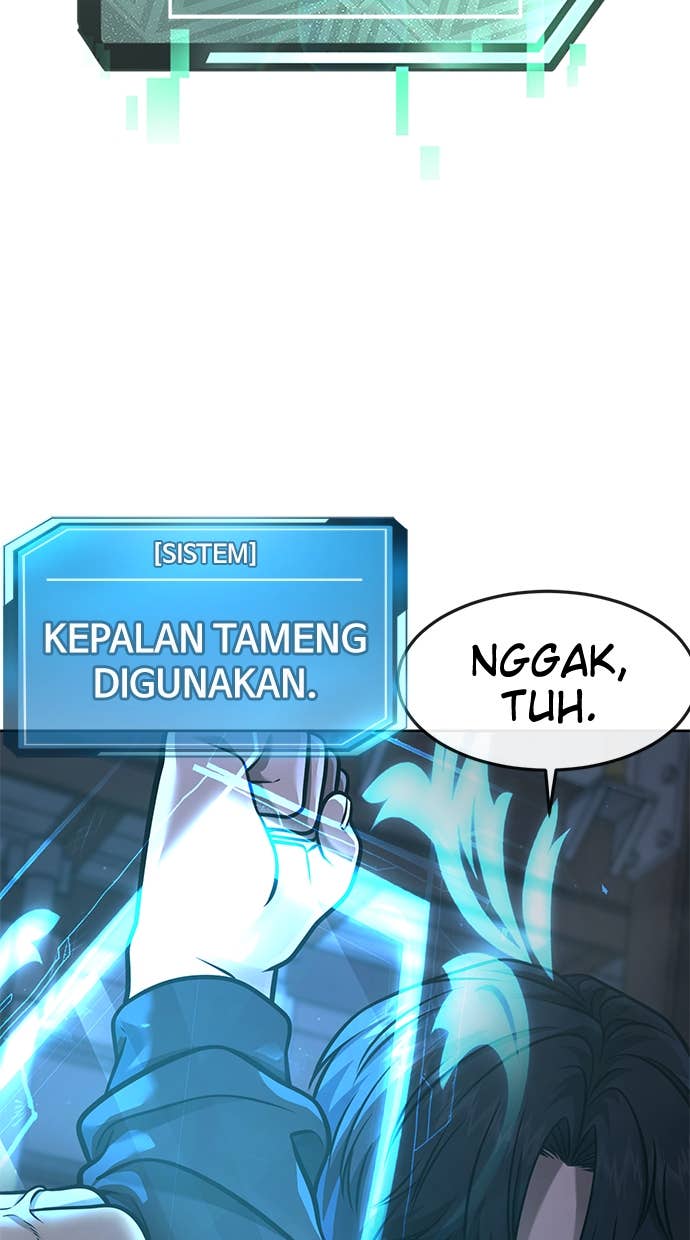 [SISTEM]
KEPALAN TAMENG
DIGUNAKAN.
NGGAK,
TUH.